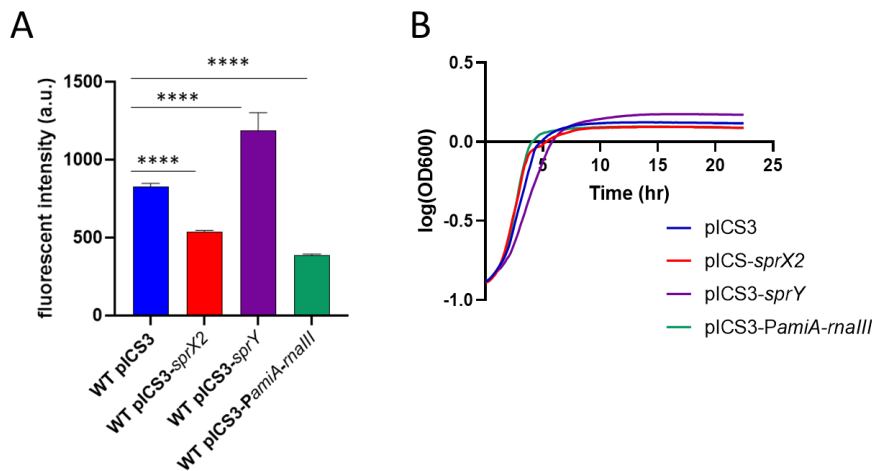 A
fluorescent intensity (a.u.)
1500
1000
500
0
****
****
****
WT pICS3
WT pICS3-sprX2
WT pICS3-sprY
WT pICS3-PamiA-rnaIII
B
log(OD600)
0.5
0.0
-0.5
-1.0
5
10
15
20
25
Time (hr)
pICS3
pICS-sprX2
pICS3-sprY
pICS3-PamiA-rnaIII